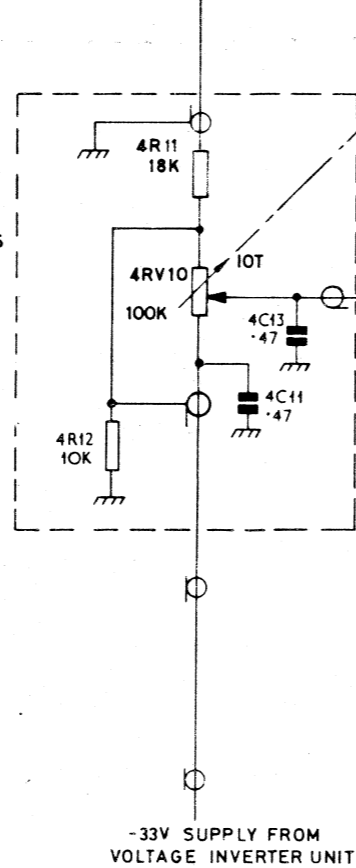 4R11
18K
4RV10
10T
100K
4C13
.47
4C11
.47
4R12
10K
-33V SUPPLY FROM
VOLTAGE INVERTER UNIT